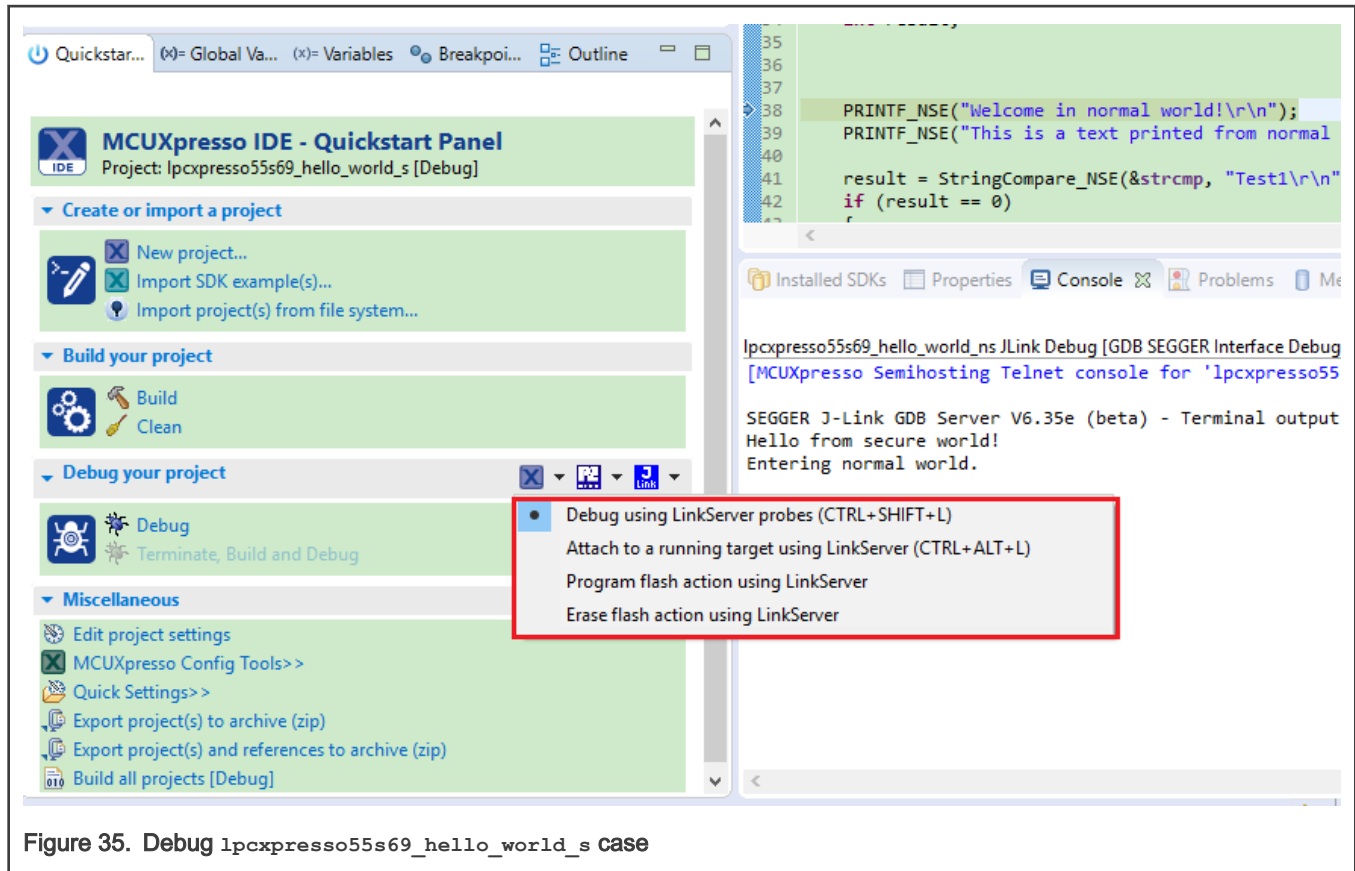 Quickstar... (x)= Global Va... (x)= Variables Breakpoi... Outline
MCUXpresso IDE - Quickstart Panel
IDE
Project: lpcxpresso55s69_hello_world_s [Debug]
Create or import a project
New project...
Import SDK example(s)...
Import project(s) from file system...
Build your project
Build
Clean
Debug your project
Link
Debug
Terminate, Build and Debug
Debug using LinkServer probes (CTRL+SHIFT+L)
Attach to a running target using LinkServer (CTRL+ALT+L)
Program flash action using LinkServer
Erase flash action using LinkServer
Miscellaneous
Edit project settings
MCUXpresso Config Tools>>
Quick Settings>>
Export project(s) to archive (zip)
Export project(s) and references to archive (zip)
010 Build all projects [Debug]
35
36
37
38 PRINTF_NSE("Welcome in normal world!\r\n");
39 PRINTF_NSE("This is a text printed from normal
40
41 result = StringCompare_NSE(&strcmp, "Test1\r\n"
42 if (result == 0)
Installed SDKs Properties Console Problems Me
lpcxpresso55s69_hello_world_ns JLink Debug [GDB SEGGER Interface Debug
[MCUXpresso Semihosting Telnet console for 'lpcxpresso55
SEGGER J-Link GDB Server V6.35e (beta) - Terminal output
Hello from secure world!
Entering normal world.
Figure 35. Debug lpcxpresso55s69_hello_world_s case